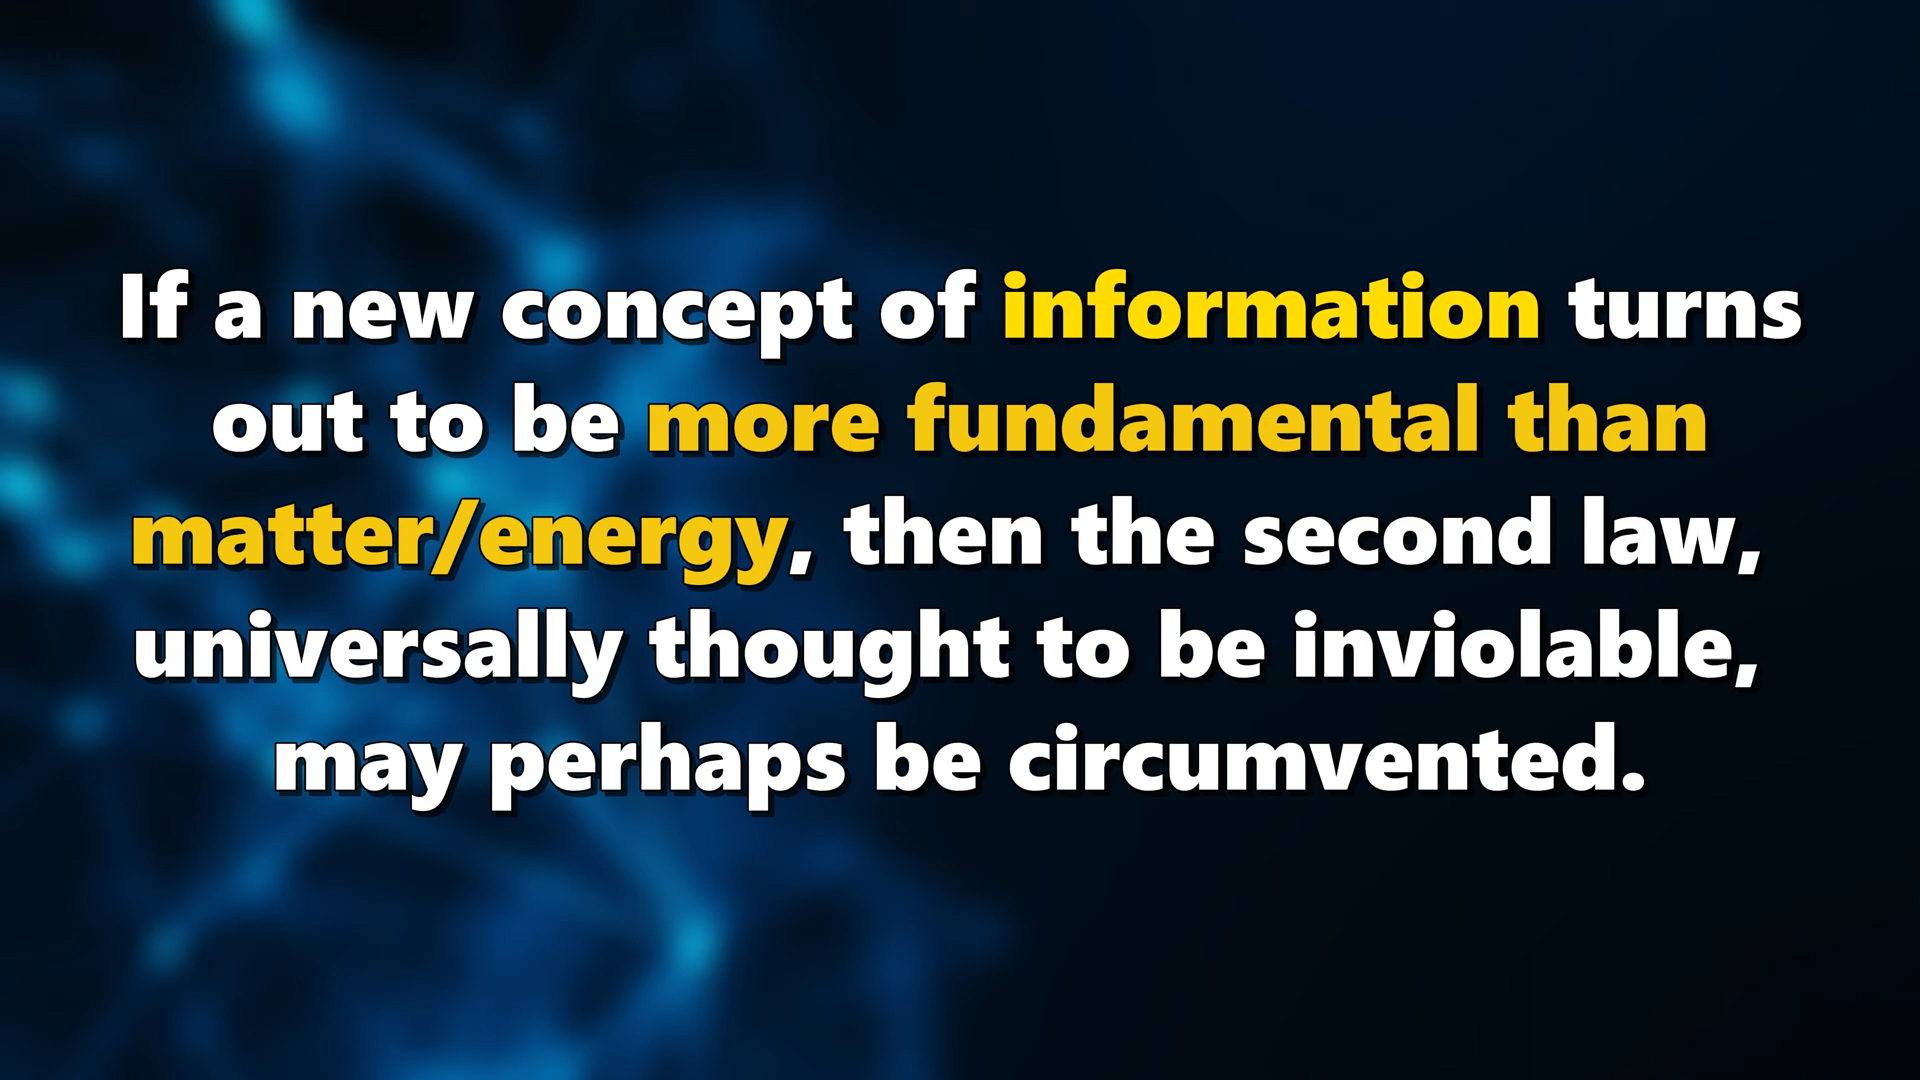 If a new concept of information turns
out to be more fundamental than
matter/energy, then the second law,
universally thought to be inviolable,
may perhaps be circumvented.